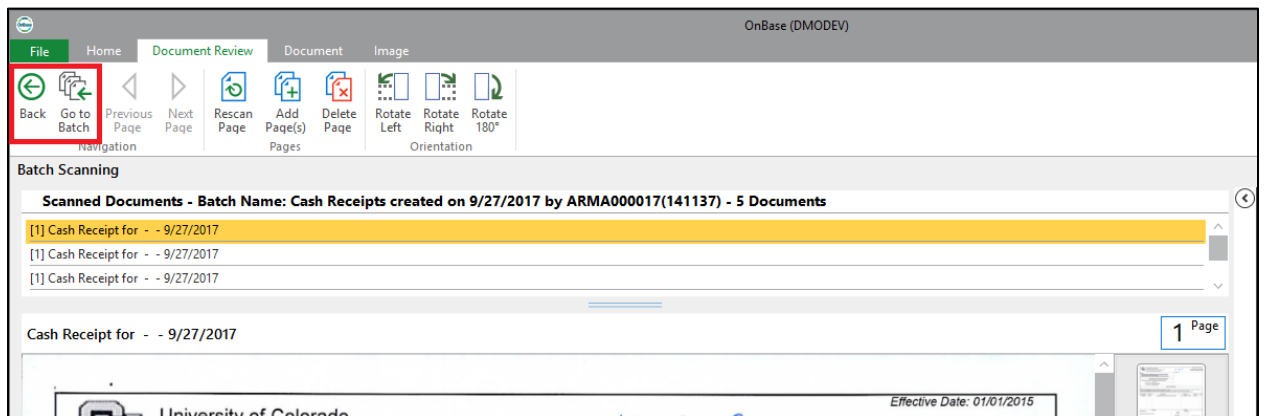 OnBase
OnBase (DMODEV)
File Home Document Review Document Image
Back Go to Batch Previous Page Next Page Rescan Page Add Page(s) Delete Page Rotate Left Rotate Right Rotate 180°
Navigation Pages Orientation
Batch Scanning
Scanned Documents - Batch Name: Cash Receipts created on 9/27/2017 by ARMA000017(141137) - 5 Documents
[1] Cash Receipt for - - 9/27/2017
[1] Cash Receipt for - - 9/27/2017
[1] Cash Receipt for - - 9/27/2017
Cash Receipt for - - 9/27/2017
1 Page
Effective Date: 01/01/2015
University of Colorado